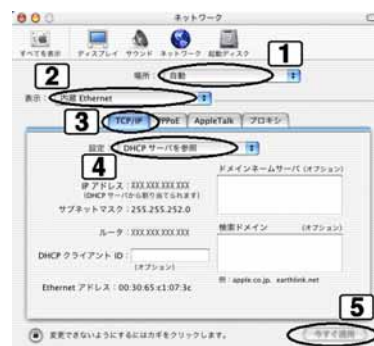 ネットワーク
すべてを表示 ディスプレイ サウンド ネットワーク 起動ディスク
1
場所： 自動
2
表示： 内蔵 Ethernet
3
TCP/IP PPPoE AppleTalk プロキシ
設定： DHCP サーバを参照
4
ドメインネームサーバ (オプション)
IP アドレス：XXX.XXX.XXX.XXX
(DHCP サーバから割り当てられます)
サブネットマスク：255.255.252.0
ルータ：XXX.XXX.XXX.XXX
検索ドメイン (オプション)
DHCP クライアント ID：
(オプション)
例：apple.co.jp, earthlink.net
Ethernet アドレス：00:30:65:c1:07:3c
5
変更できないようにするにはカギをクリックします。
今すぐ適用